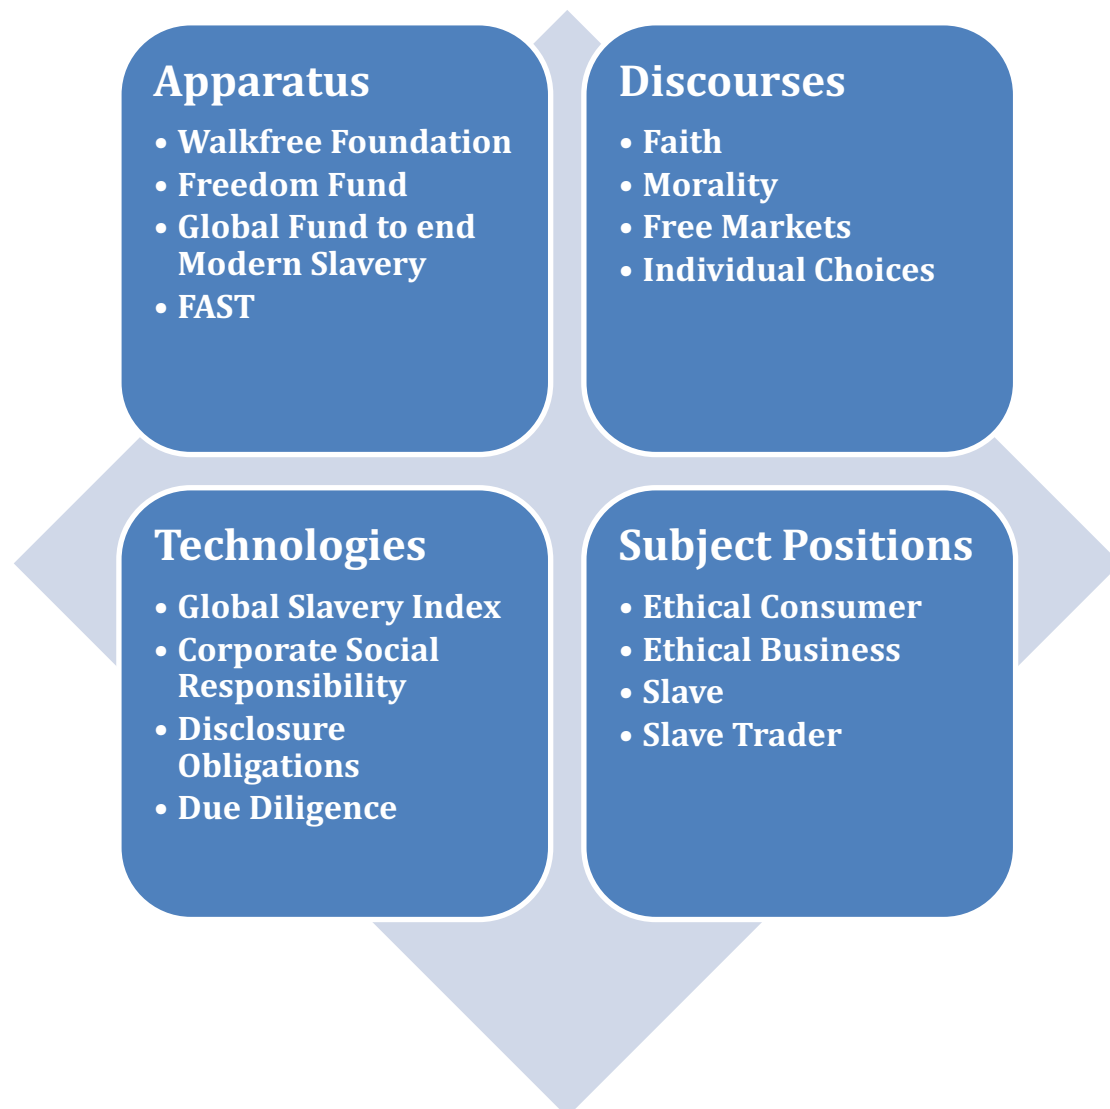 Apparatus
• Walkfree Foundation
• Freedom Fund
• Global Fund to end
Modern Slavery
• FAST
Discourses
• Faith
• Morality
• Free Markets
• Individual Choices
Technologies
• Global Slavery Index
• Corporate Social
Responsibility
• Disclosure
Obligations
• Due Diligence
Subject Positions
• Ethical Consumer
• Ethical Business
• Slave
• Slave Trader